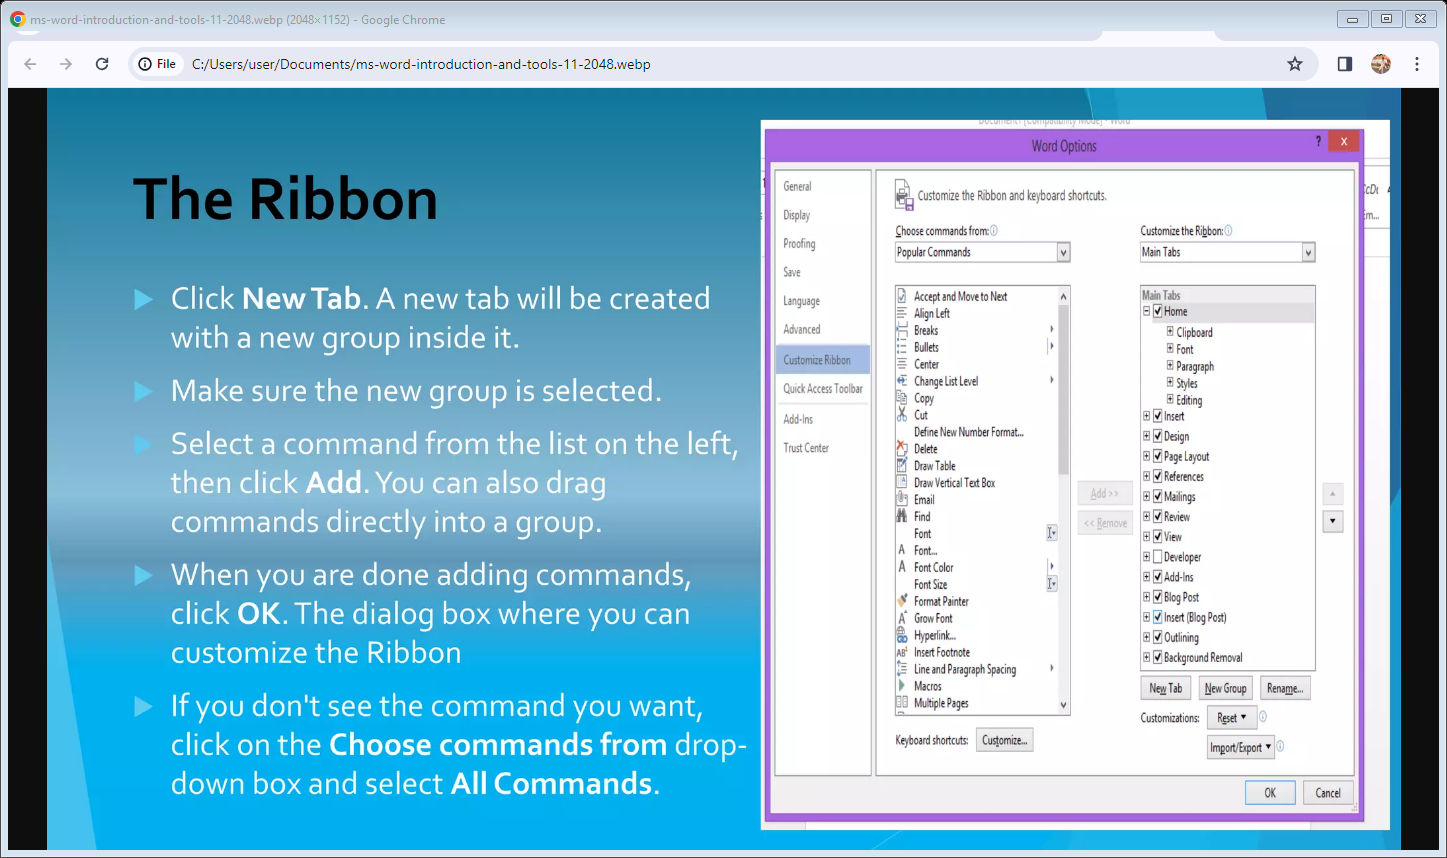 ms-word-introduction-and-tools-11-2048.webp (2048×1152) - Google Chrome
File
C:/Users/user/Documents/ms-word-introduction-and-tools-11-2048.webp
The Ribbon
Click New Tab. A new tab will be created
with a new group inside it.
Make sure the new group is selected.
Select a command from the list on the left,
then click Add. You can also drag
commands directly into a group.
When you are done adding commands,
click OK. The dialog box where you can
customize the Ribbon
If you don't see the command you want,
click on the Choose commands from drop-
down box and select All Commands.
Document1 [Compatibility Mode] - Word
Word Options
?
General
Display
Proofing
Save
Language
Advanced
Customize Ribbon
Quick Access Toolbar
Add-Ins
Trust Center
Customize the Ribbon and keyboard shortcuts.
Choose commands from:
Popular Commands
Accept and Move to Next
Align Left
Breaks
Bullets
Center
Change List Level
Copy
Cut
Define New Number Format...
Delete
Draw Table
Draw Vertical Text Box
Email
Find
Font
Font...
Font Color
Font Size
Format Painter
Grow Font
Hyperlink...
Insert Footnote
Line and Paragraph Spacing
Macros
Multiple Pages
Keyboard shortcuts:
Customize...
Add >>
<< Remove
Customize the Ribbon:
Main Tabs
Main Tabs
Home
Clipboard
Font
Paragraph
Styles
Editing
Insert
Design
Page Layout
References
Mailings
Review
View
Developer
Add-Ins
Blog Post
Insert (Blog Post)
Outlining
Background Removal
New Tab
New Group
Rename...
Customizations:
Reset
Import/Export
OK
Cancel